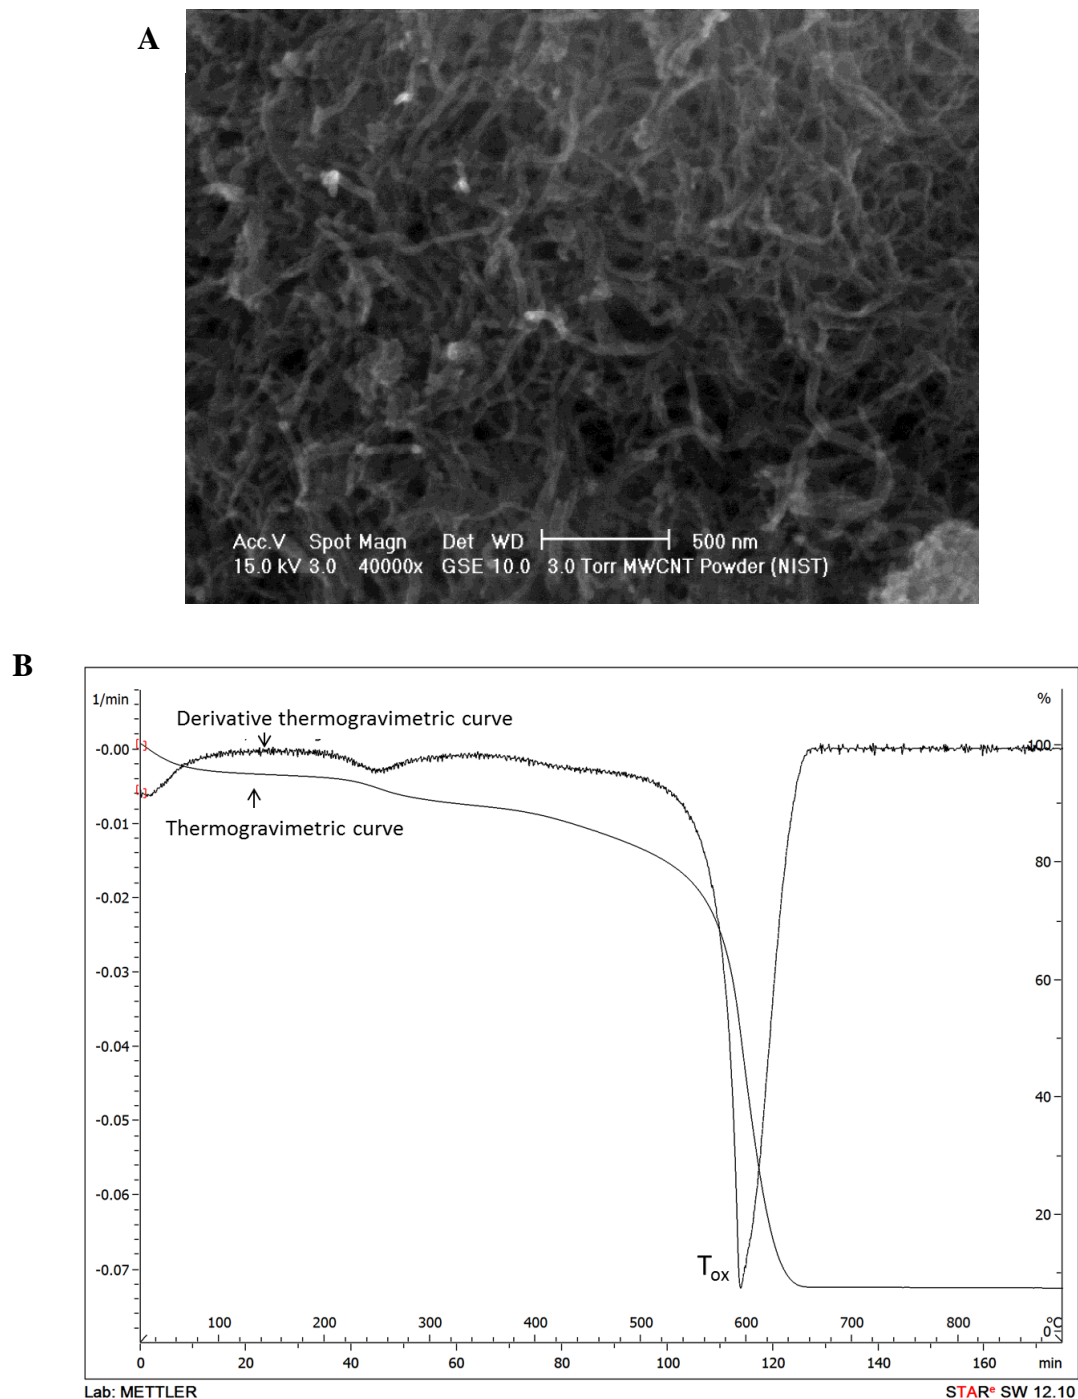 A
Acc.V Spot Magn Det WD 500 nm
15.0 kV 3.0 40000x GSE 10.0 3.0 Torr MWCNT Powder (NIST)
B
1/min %
Derivative thermogravimetric curve
-0.00 100
Thermogravimetric curve
-0.01
80
-0.02
-0.03 60
-0.04
40
-0.05
-0.06
20
Tox
-0.07
100 200 300 400 500 600 700 800 °C
0
0 20 40 60 80 100 120 140 160 min
Lab: METTLER STARe SW 12.10